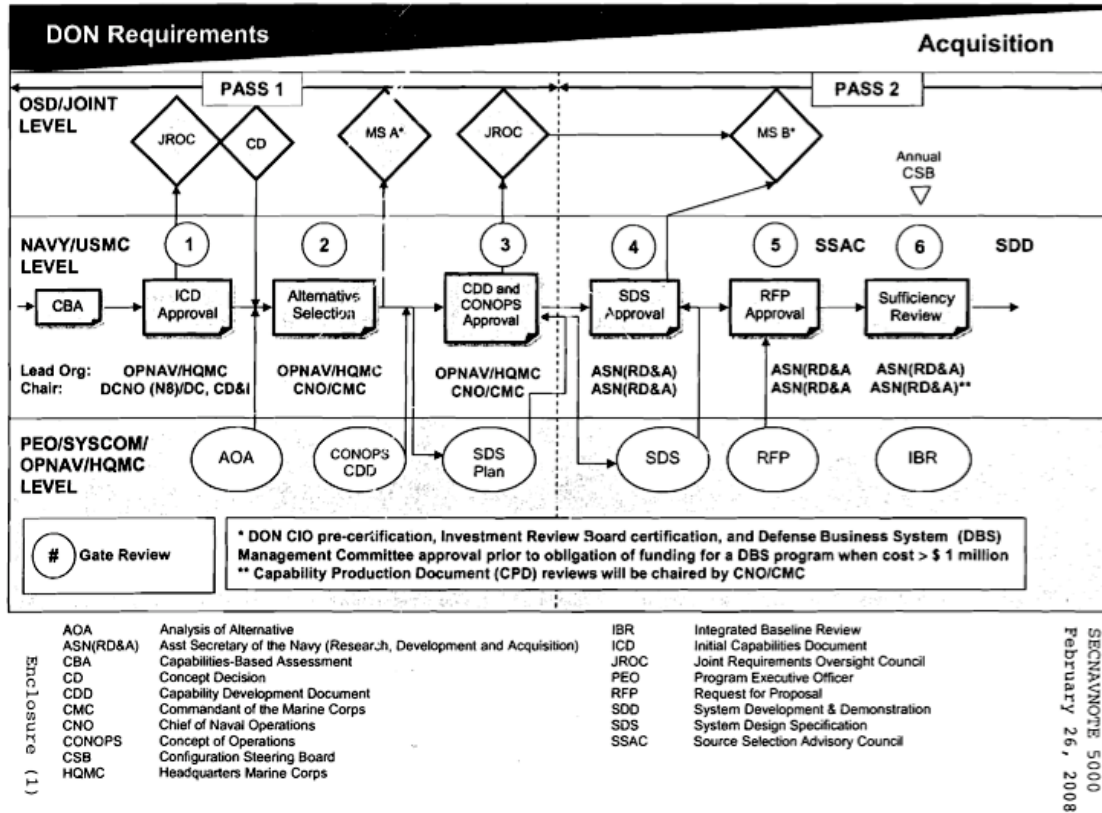 DON Requirements
Acquisition
PASS 1
PASS 2
OSD/JOINT
LEVEL
JROC
CD
MS A*
JROC
MS B*
Annual
CSB
NAVY/USMC
LEVEL
1
2
3
4
5
SSAC
6
SDD
CBA
ICD
Approval
Alternative
Selection
CDD and
CONOPS
Approval
SDS
Approval
RFP
Approval
Sufficiency
Review
Lead Org:
Chair:
OPNAV/HQMC
DCNO (N8)/DC, CD&I
OPNAV/HQMC
CNO/CMC
OPNAV/HQMC
CNO/CMC
ASN(RD&A)
ASN(RD&A)
ASN(RD&A
ASN(RD&A
ASN(RD&A)
ASN(RD&A)**
PEO/SYSCOM/
OPNAV/HQMC
LEVEL
AOA
CONOPS
CDD
SDS
Plan
SDS
RFP
IBR
# Gate Review
* DON CIO pre-certification, Investment Review Board certification, and Defense Business System (DBS)
Management Committee approval prior to obligation of funding for a DBS program when cost > $ 1 million
** Capability Production Document (CPD) reviews will be chaired by CNO/CMC
AOA Analysis of Alternative
ASN(RD&A) Asst Secretary of the Navy (Research, Development and Acquisition)
CBA Capabilities-Based Assessment
CD Concept Decision
CDD Capability Development Document
CMC Commandant of the Marine Corps
CNO Chief of Naval Operations
CONOPS Concept of Operations
CSB Configuration Steering Board
HQMC Headquarters Marine Corps
IBR Integrated Baseline Review
ICD Initial Capabilities Document
JROC Joint Requirements Oversight Council
PEO Program Executive Officer
RFP Request for Proposal
SDD System Development & Demonstration
SDS System Design Specification
SSAC Source Selection Advisory Council
Enclosure (1)
SECNAVNOTE 5000
February 26, 2008